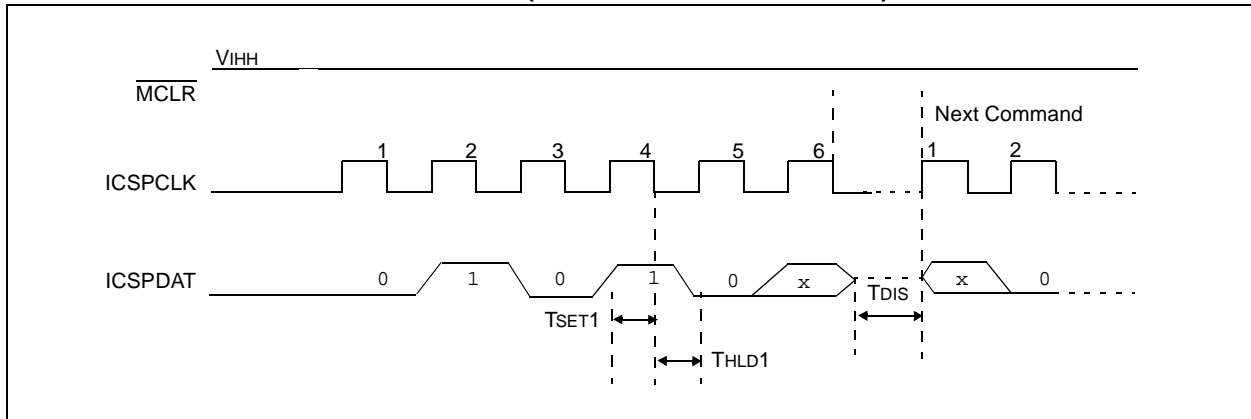 VIHH
MCLR
Next Command
1 2 3 4 5 6 1 2
ICSPCLK
ICSPDAT
0 1 0 1 0 x x 0
TDIS
TSET1
THLD1